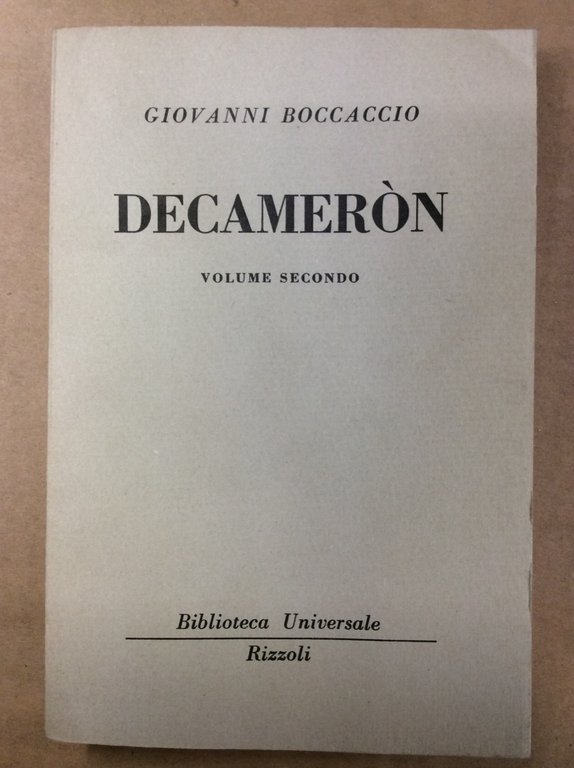 GIOVANNI BOCCACCIO
DECAMERÒN
VOLUME SECONDO
Biblioteca Universale
Rizzoli